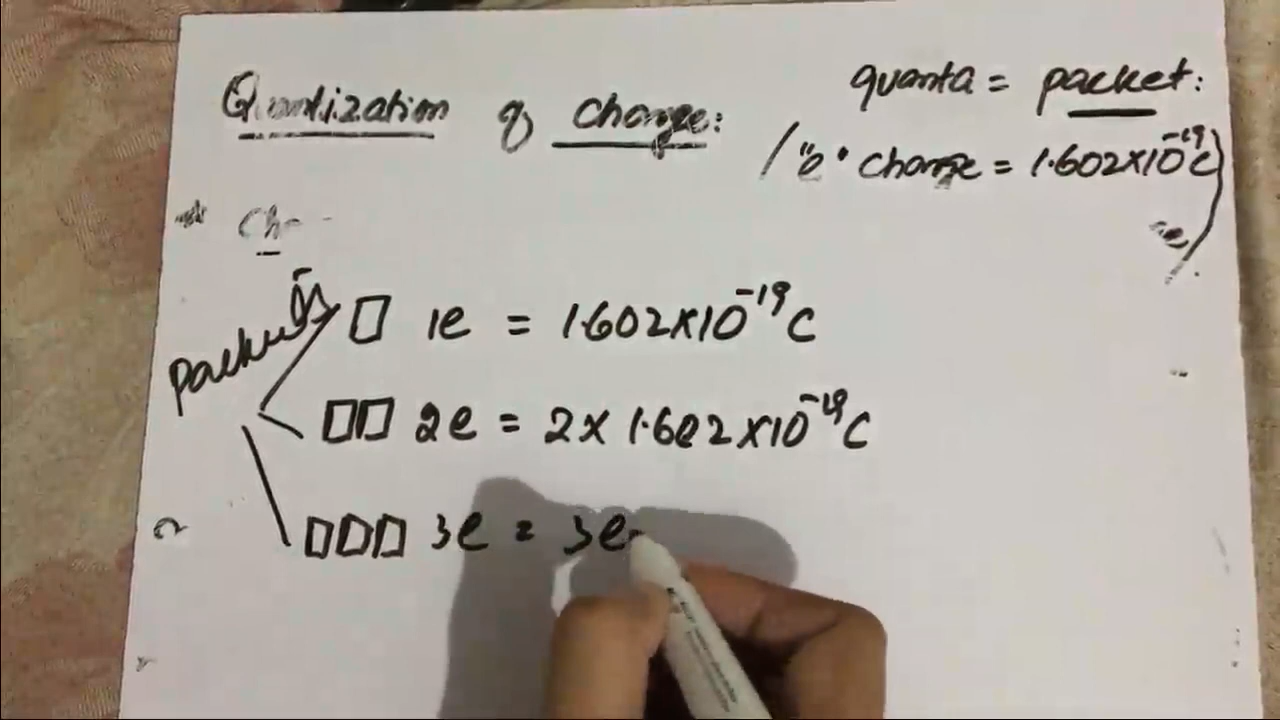 Quantization of Charge:
quanta = packet:
"e" charge = 1.602×10⁻¹⁹C
Ch
Packets
1e = 1.602×10⁻¹⁹C
2e = 2× 1.602×10⁻¹⁹C
3e = 3e